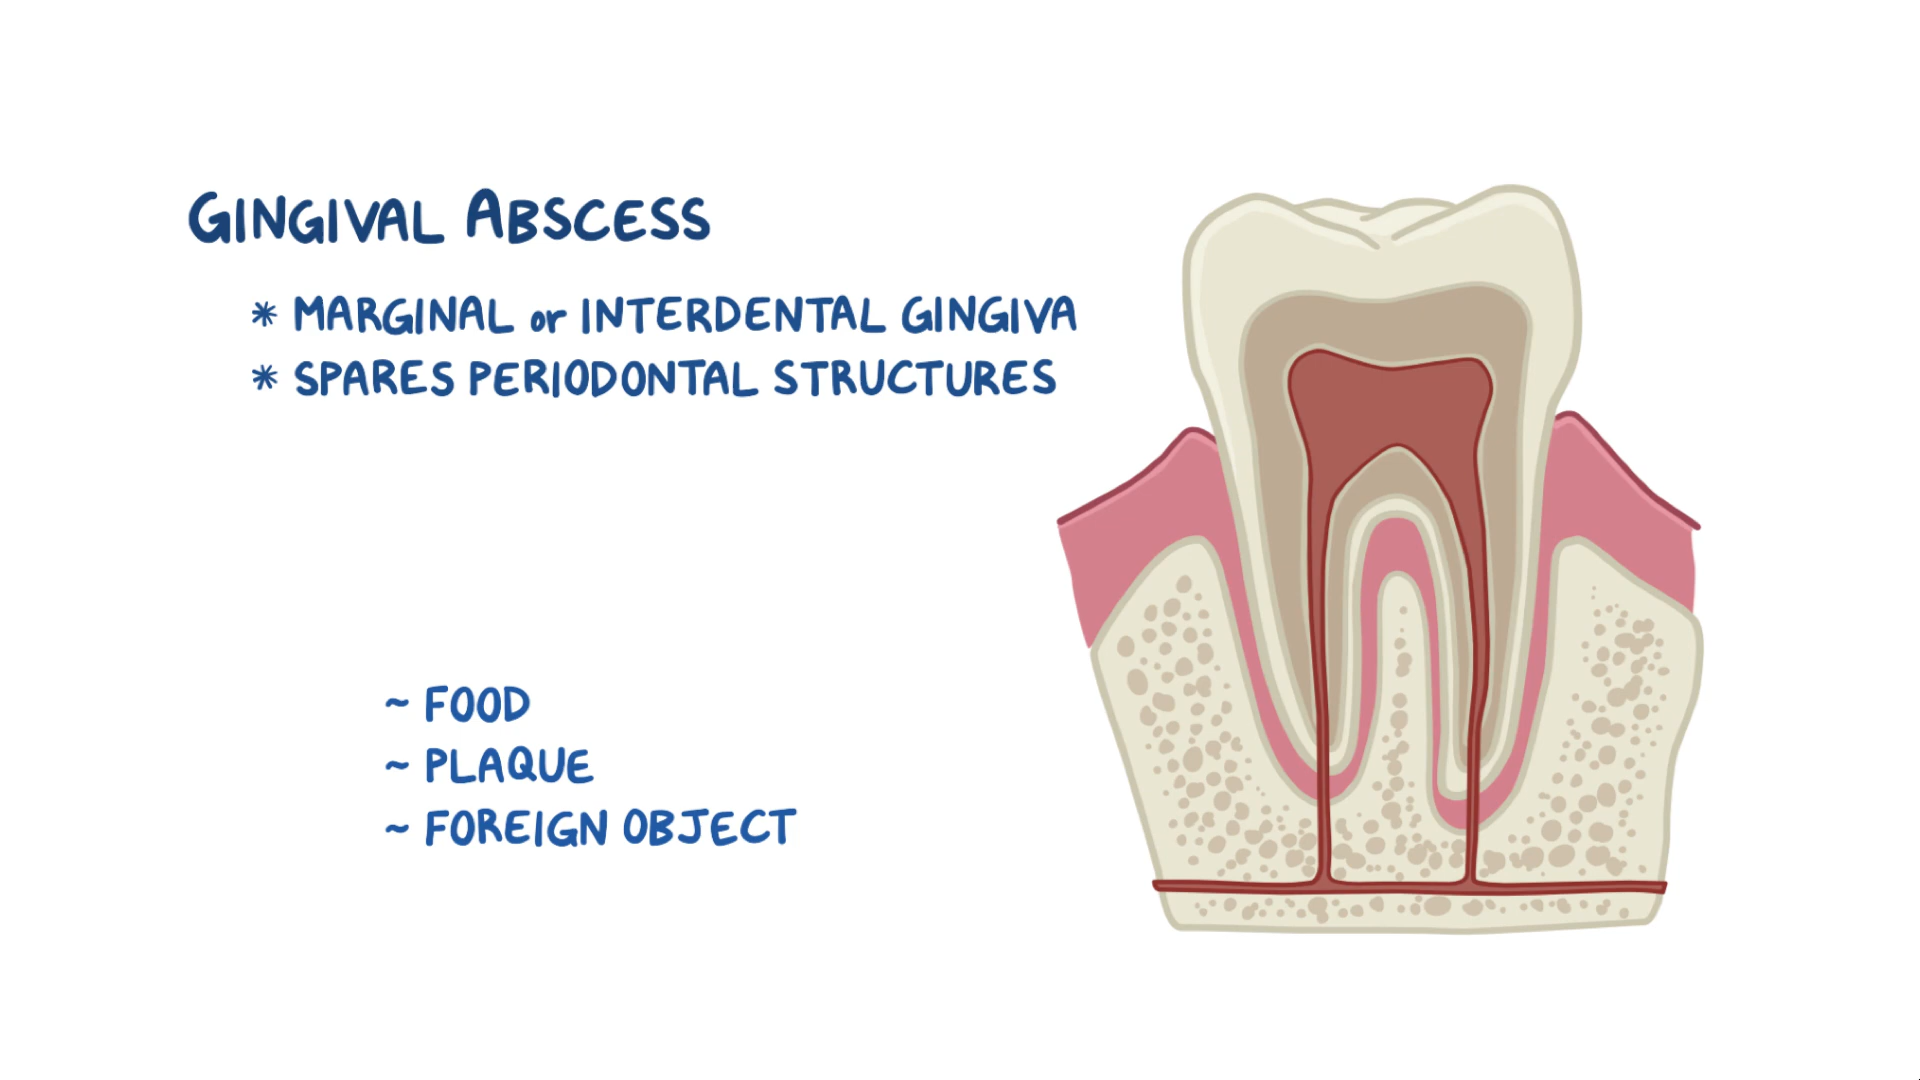 GINGIVAL ABSCESS
* MARGINAL or INTERDENTAL GINGIVA
* SPARES PERIODONTAL STRUCTURES
~ FOOD
~ PLAQUE
~ FOREIGN OBJECT